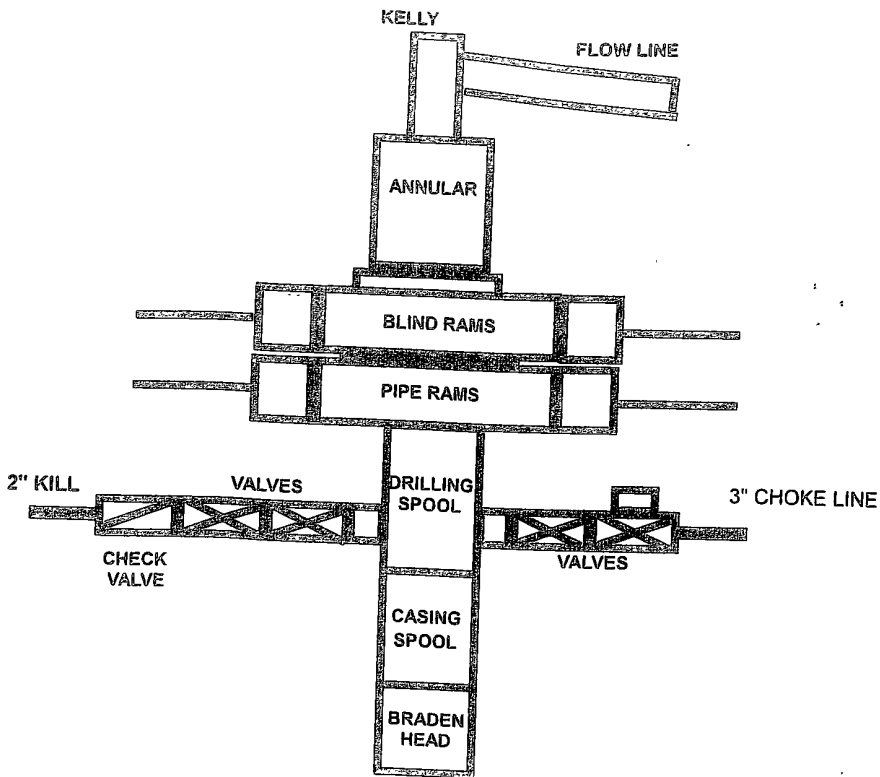 KELLY
FLOW LINE
ANNULAR
BLIND RAMS
PIPE RAMS
2" KILL
VALVES
DRILLING
SPOOL
3" CHOKE LINE
CHECK
VALVE
VALVES
CASING
SPOOL
BRADEN
HEAD